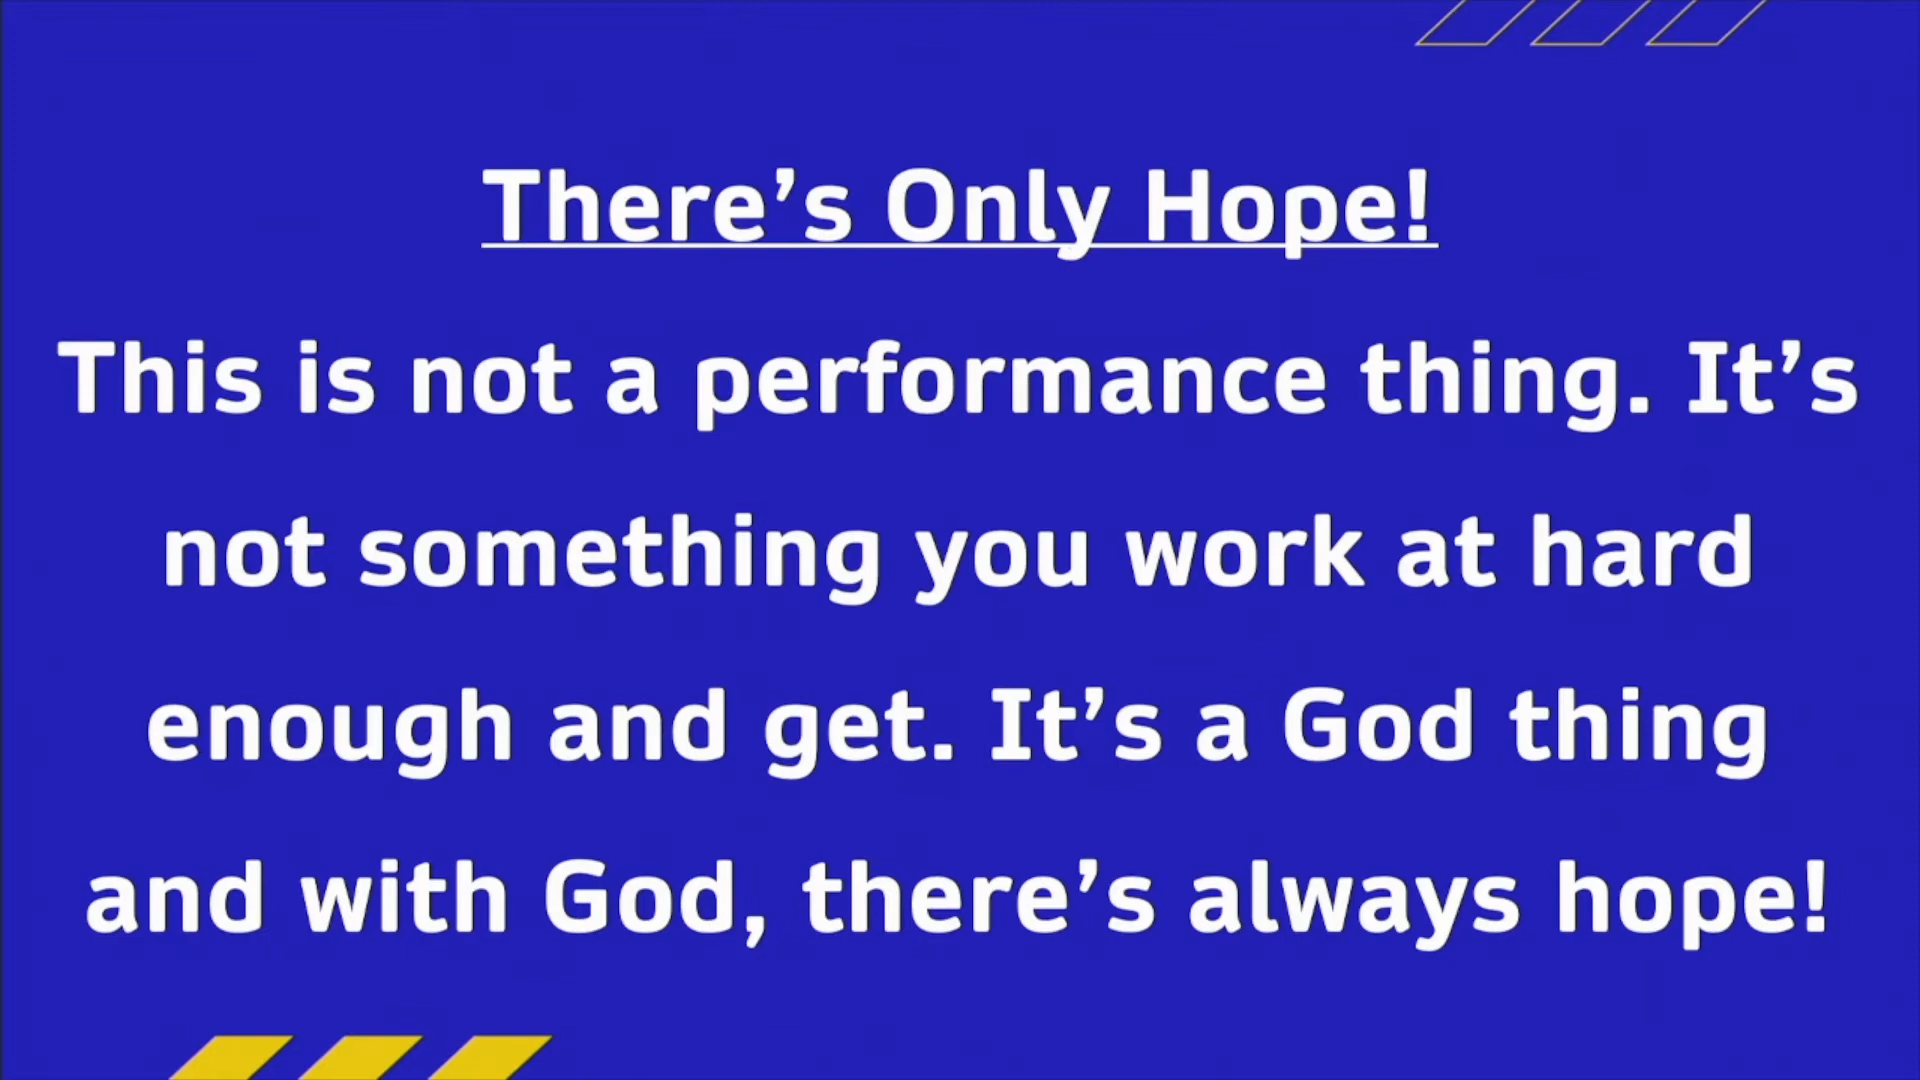 There’s Only Hope!
This is not a performance thing. It’s
not something you work at hard
enough and get. It’s a God thing
and with God, there’s always hope!